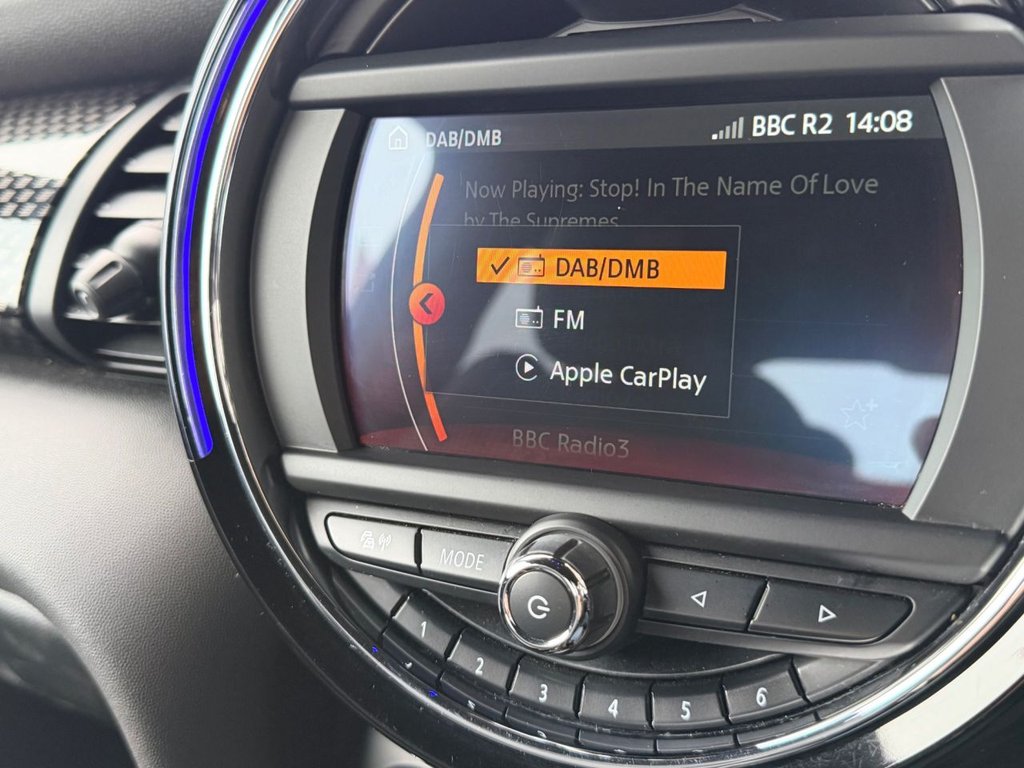 DAB/DMB
BBC R2 14:08
Now Playing: Stop! In The Name Of Love
by The Supremes
DAB/DMB
FM
Apple CarPlay
BBC Radio3
MODE
1 2 3 4 5 6